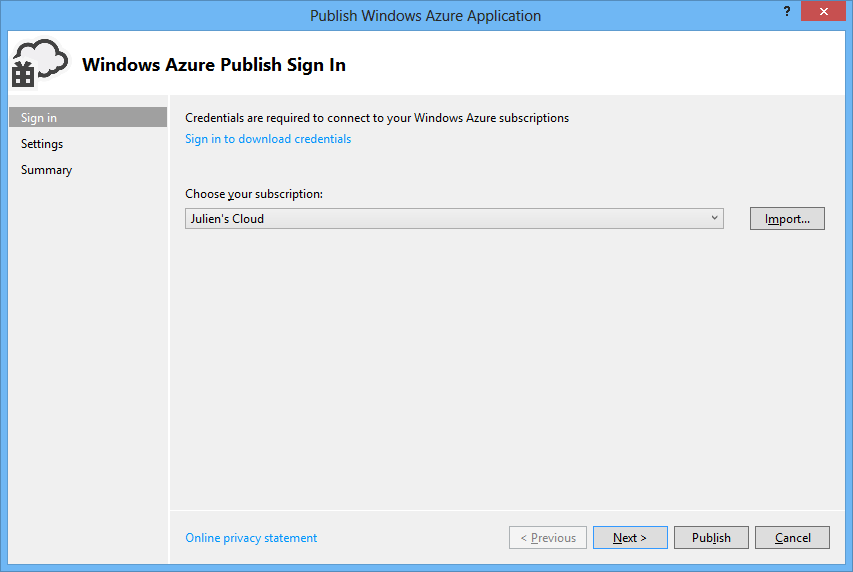 Publish Windows Azure Application
?
Windows Azure Publish Sign In
Sign in
Settings
Summary
Credentials are required to connect to your Windows Azure subscriptions
Sign in to download credentials
Choose your subscription:
Julien's Cloud
Import...
Online privacy statement
< Previous
Next >
Publish
Cancel